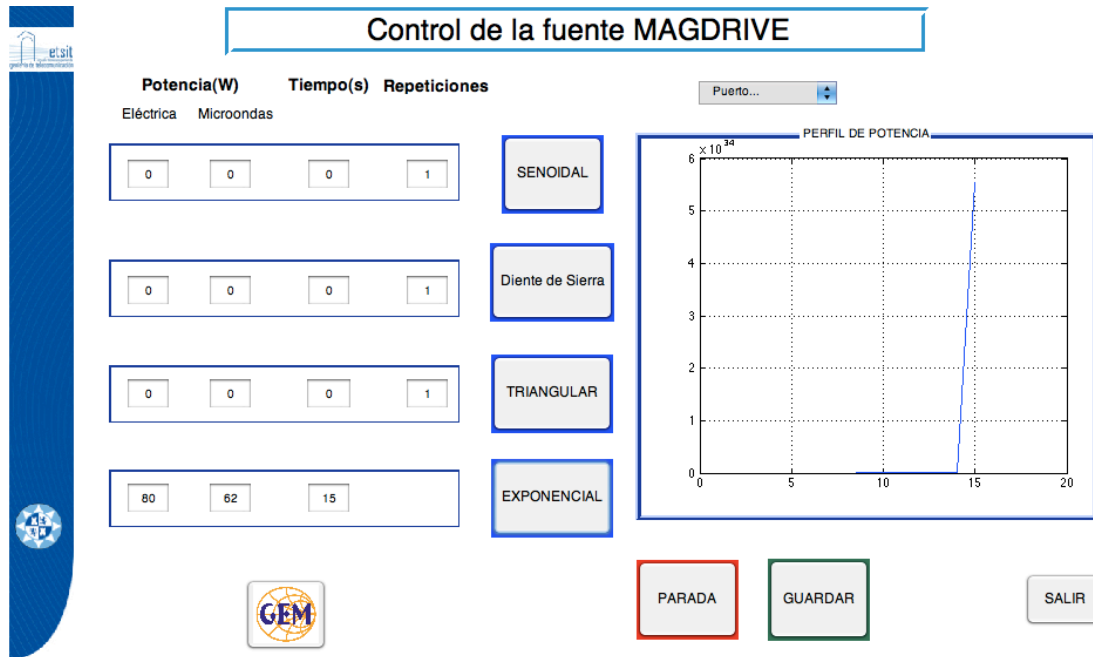 Control de la fuente MAGDRIVE
etsit
Potencia(W) Tiempo(s) Repeticiones
Eléctrica Microondas
Puerto...
0 0 0 1
SENOIDAL
0 0 0 1
Diente de Sierra
0 0 0 1
TRIANGULAR
80 62 15
EXPONENCIAL
PERFIL DE POTENCIA
x 10 34
6
5
4
3
2
1
0
0 5 10 15 20
GEM
PARADA
GUARDAR
SALIR